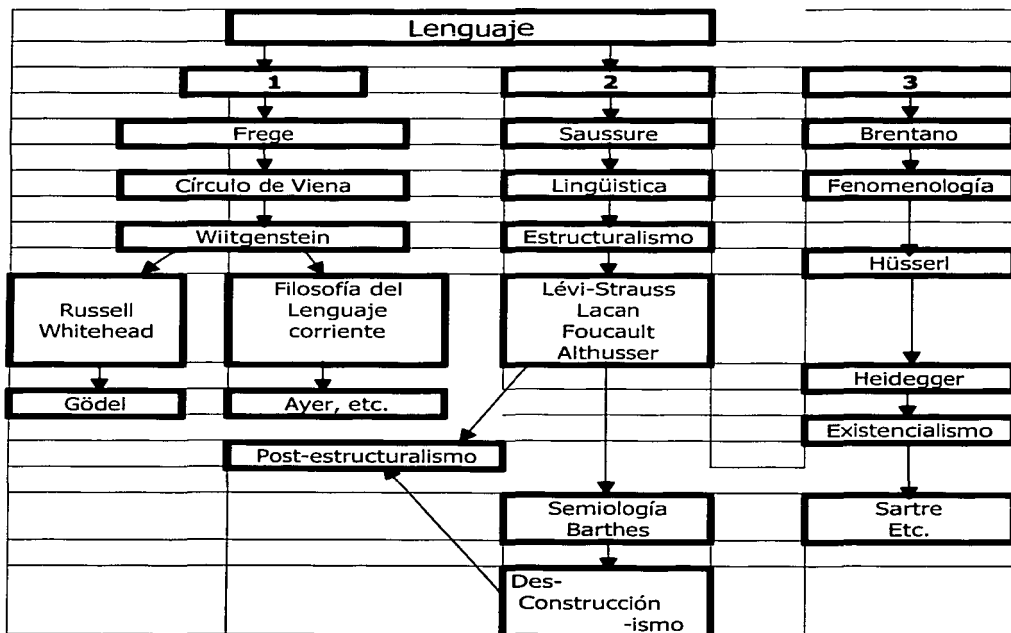 Lenguaje
1
2
3
Frege
Saussure
Brentano
Círculo de Viena
Lingüistica
Fenomenología
Wiitgenstein
Estructuralismo
Hüsserl
Russell
Whitehead
Filosofía del
Lenguaje
corriente
Lévi-Strauss
Lacan
Foucault
Althusser
Heidegger
Gödel
Ayer, etc.
Existencialismo
Post-estructuralismo
Semiología
Barthes
Sartre
Etc.
Des-
Construcción
-ismo